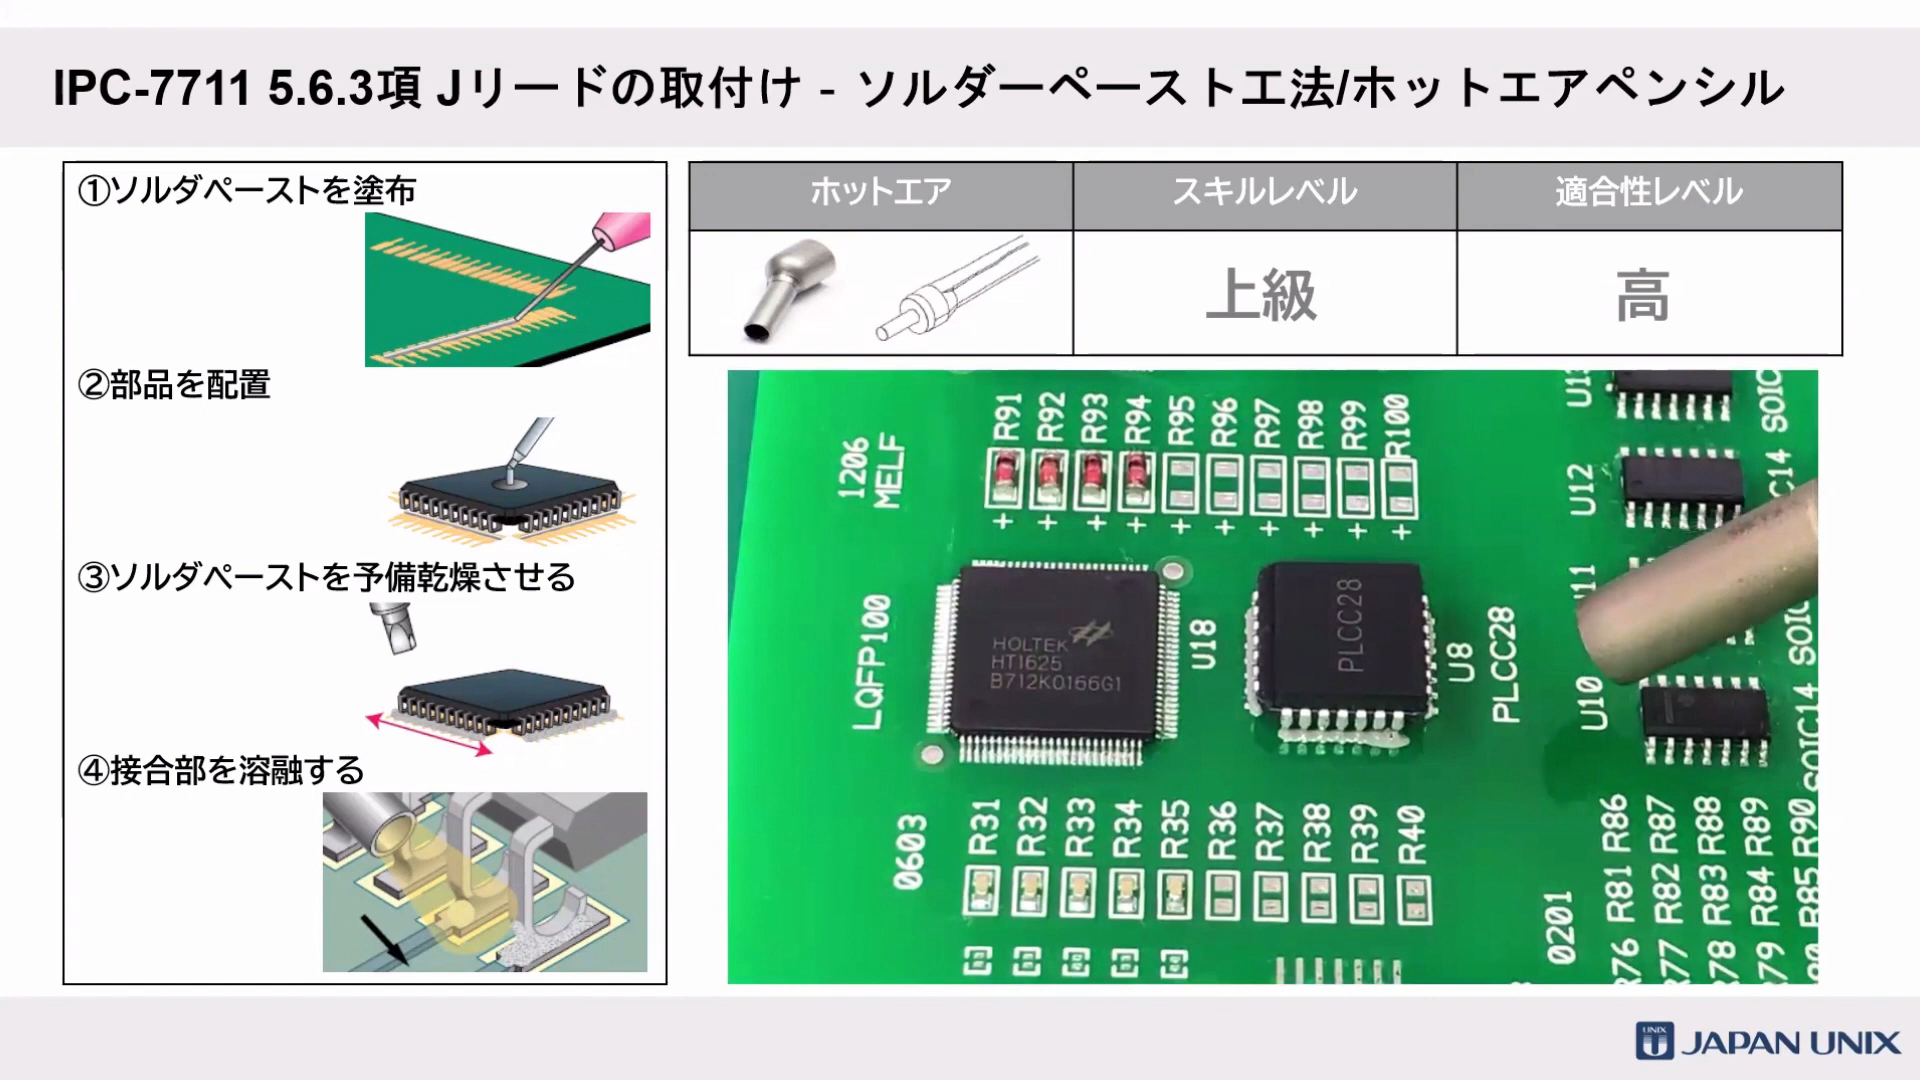 IPC-7711 5.6.3項 Jリードの取付け - ソルダーペースト工法/ホットエアペンシル
①ソルダペーストを塗布
②部品を配置
③ソルダペーストを予備乾燥させる
④接合部を溶融する
ホットエア
スキルレベル
適合性レベル
上級
高
1206
MELF
R91
R92
R93
R94
R95
R96
R97
R98
R99
R100
+
+
+
+
+
+
+
+
+
+
U12
SOIC
LQFP100
HOLTEK
HT1625
B712K0166G1
U18
PLCC28
U8
PLCC28
U10
SOIC14
0603
R31
R32
R33
R34
R35
R36
R37
R38
R39
R40
0201
R81 R86
R82 R87
R83 R88
R84 R89
R85 R90
UNIX
JAPAN UNIX